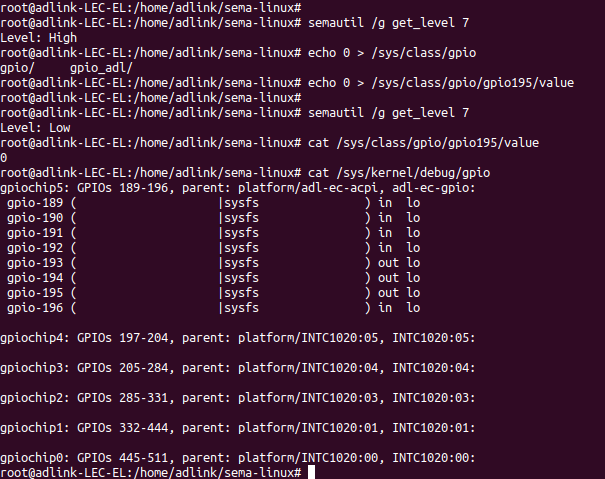 root@adlink-LEC-EL:/home/adlink/sema-linux#
root@adlink-LEC-EL:/home/adlink/sema-linux# semautil /g get_level 7
Level: High
root@adlink-LEC-EL:/home/adlink/sema-linux# echo 0 > /sys/class/gpio
gpio/     gpio_adl/
root@adlink-LEC-EL:/home/adlink/sema-linux# echo 0 > /sys/class/gpio/gpio195/value
root@adlink-LEC-EL:/home/adlink/sema-linux#
root@adlink-LEC-EL:/home/adlink/sema-linux# semautil /g get_level 7
Level: Low
root@adlink-LEC-EL:/home/adlink/sema-linux# cat /sys/class/gpio/gpio195/value
0
root@adlink-LEC-EL:/home/adlink/sema-linux# cat /sys/kernel/debug/gpio
gpiochip5: GPIOs 189-196, parent: platform/adl-ec-acpi, adl-ec-gpio:
 gpio-189 (                    |sysfs               ) in  lo
 gpio-190 (                    |sysfs               ) in  lo
 gpio-191 (                    |sysfs               ) in  lo
 gpio-192 (                    |sysfs               ) in  lo
 gpio-193 (                    |sysfs               ) out lo
 gpio-194 (                    |sysfs               ) out lo
 gpio-195 (                    |sysfs               ) out lo
 gpio-196 (                    |sysfs               ) in  lo

gpiochip4: GPIOs 197-204, parent: platform/INTC1020:05, INTC1020:05:

gpiochip3: GPIOs 205-284, parent: platform/INTC1020:04, INTC1020:04:

gpiochip2: GPIOs 285-331, parent: platform/INTC1020:03, INTC1020:03:

gpiochip1: GPIOs 332-444, parent: platform/INTC1020:01, INTC1020:01:

gpiochip0: GPIOs 445-511, parent: platform/INTC1020:00, INTC1020:00:
root@adlink-LEC-EL:/home/adlink/sema-linux#